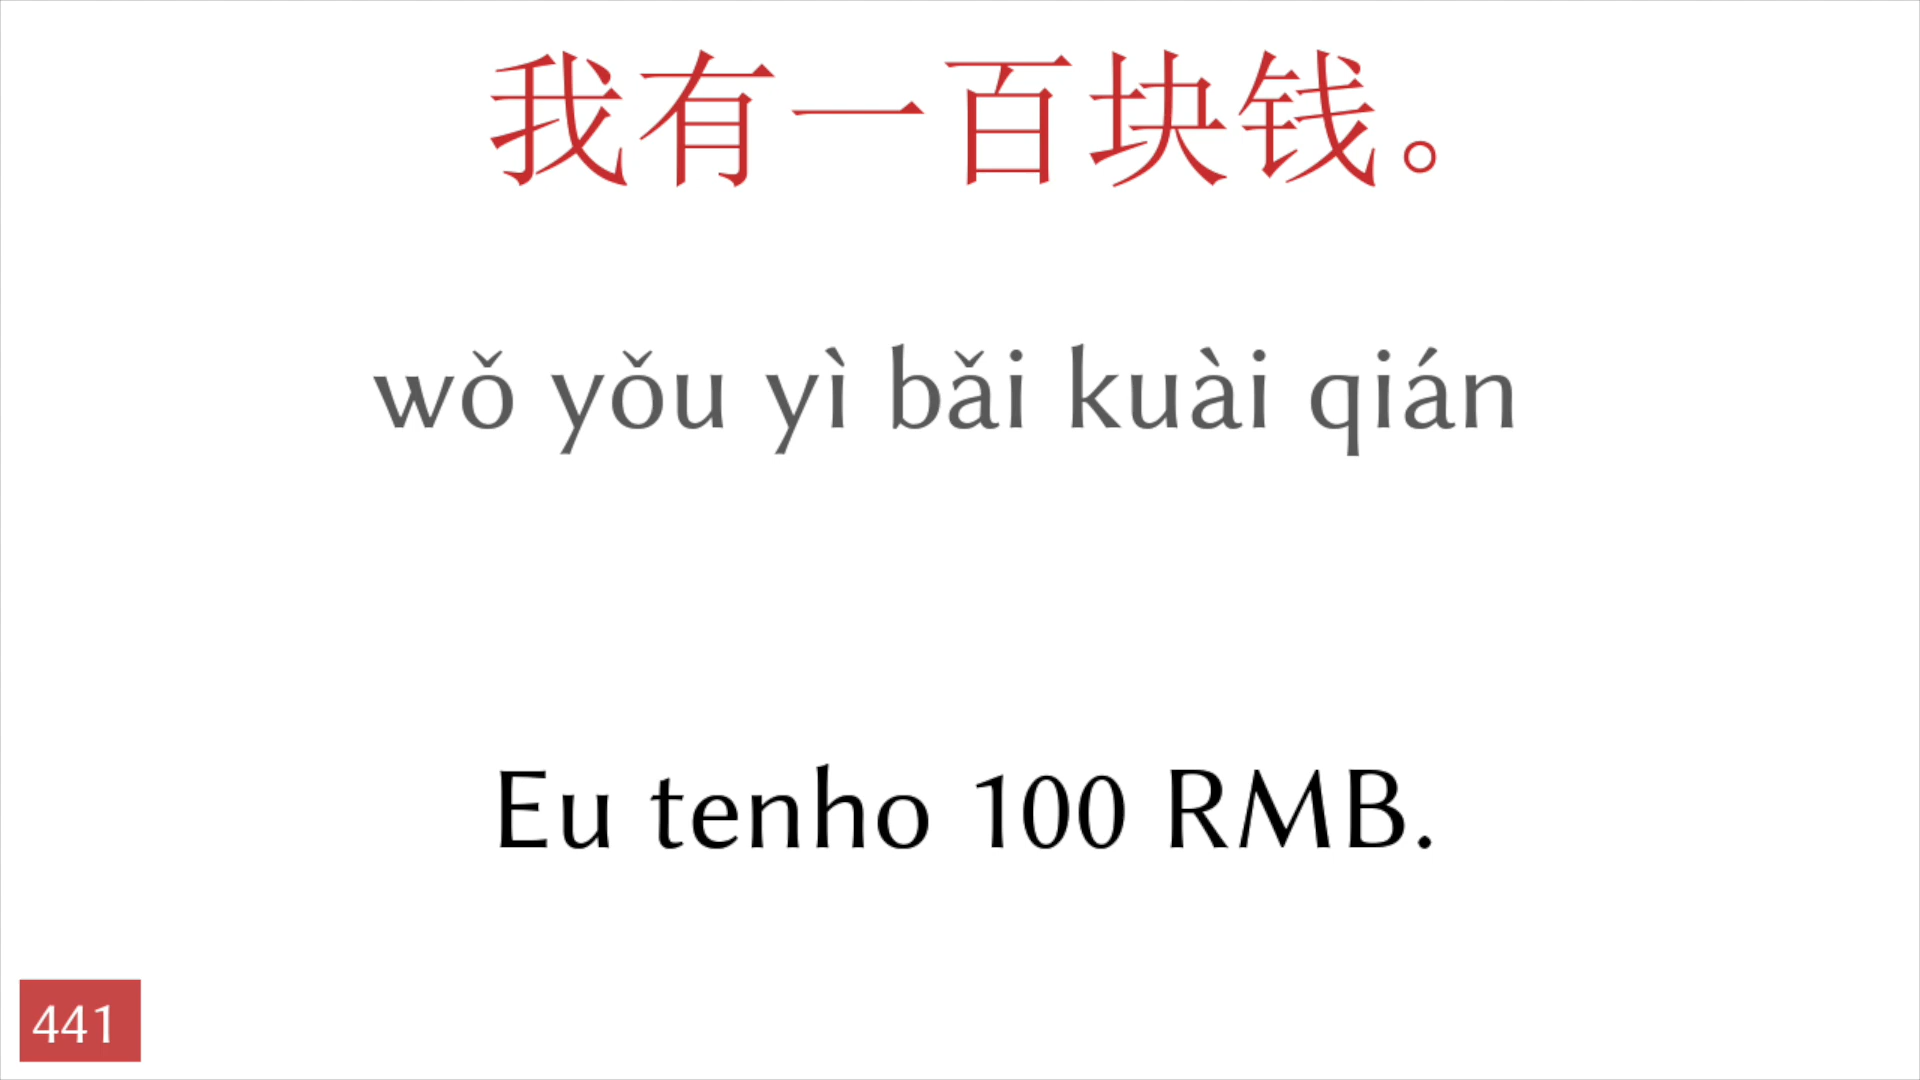 我有一百块钱。
wǒ yǒu yì bǎi kuài qián
Eu tenho 100 RMB.
441